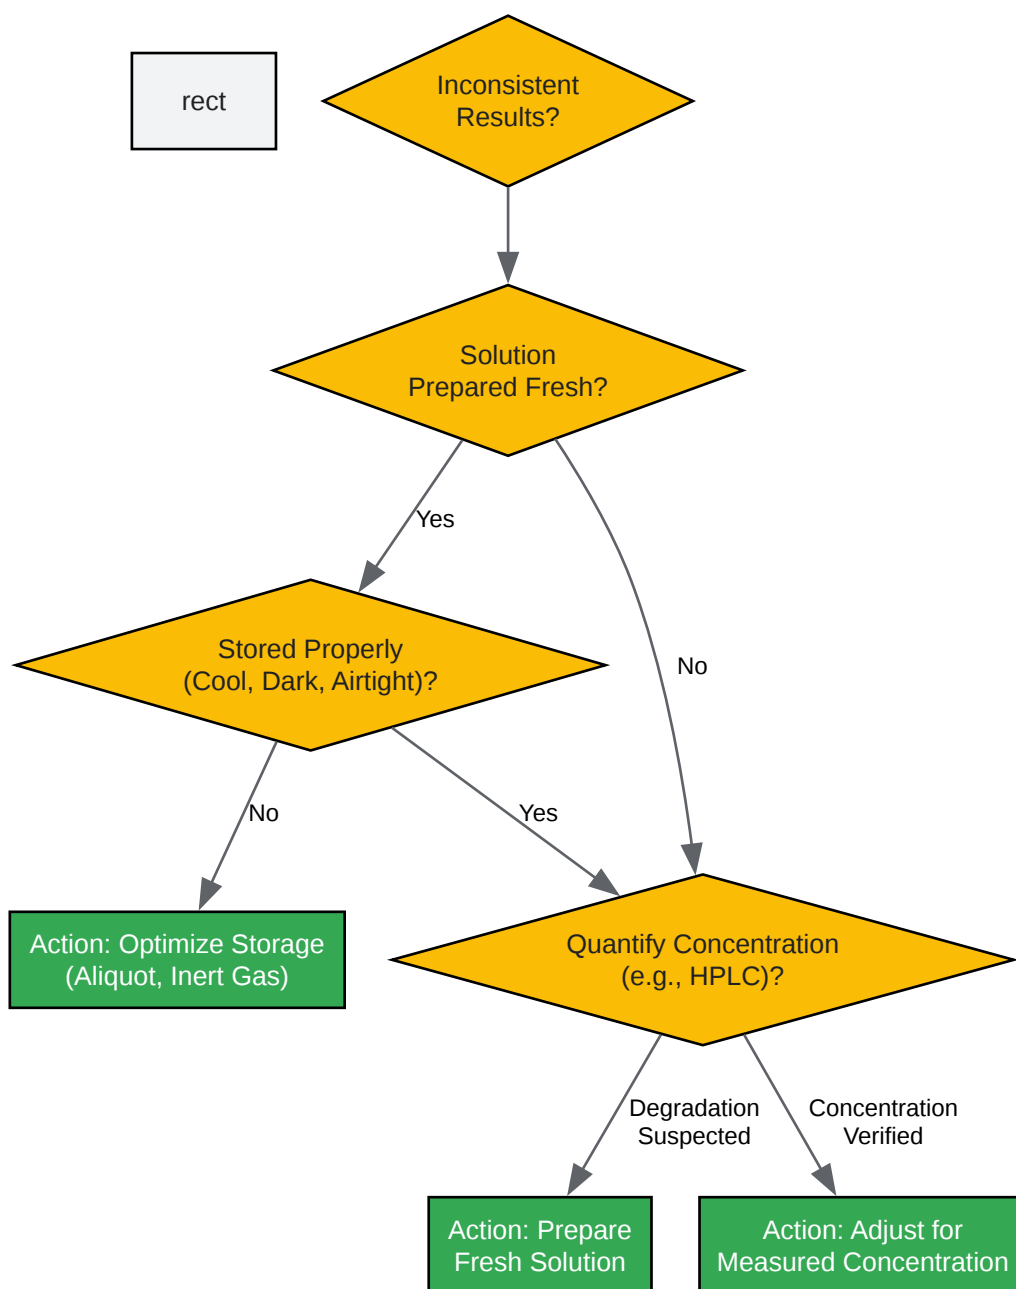 rect
Inconsistent
Results?
Solution
Prepared Fresh?
Yes
Stored Properly
(Cool, Dark, Airtight)?
No
No
Yes
Action: Optimize Storage
(Aliquot, Inert Gas)
Quantify Concentration
(e.g., HPLC)?
Degradation
Suspected
Concentration
Verified
Action: Prepare
Fresh Solution
Action: Adjust for
Measured Concentration